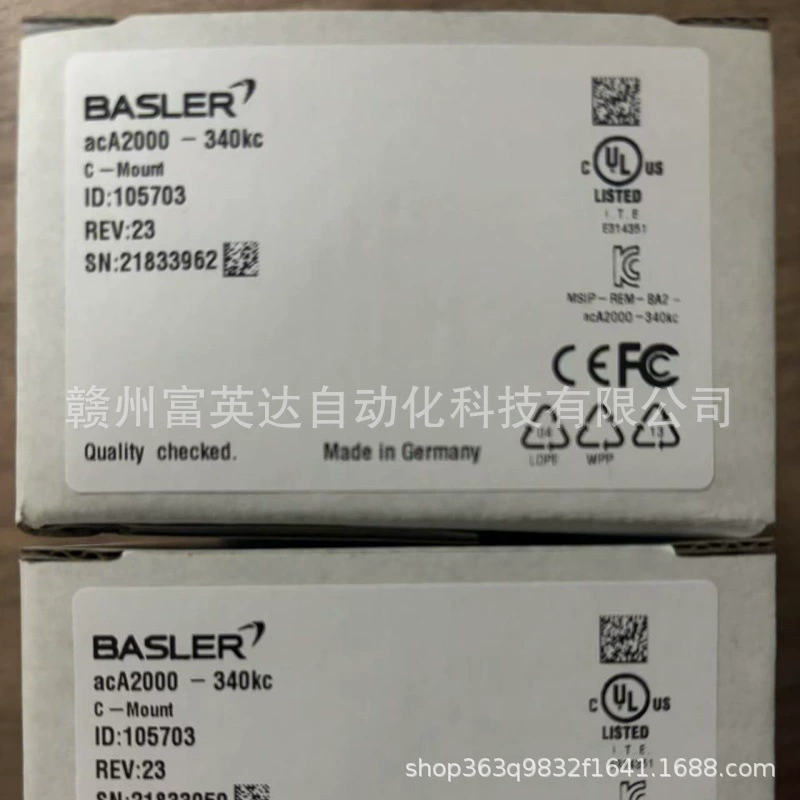 BASLER
acA2000 - 340kc
C - Mount
ID:105703
REV:23
SN:21833962
C UL US
LISTED
I.T.E.
E314351
MSIP-REM-BA2-
acA2000-340kc
CE FC
赣州富英达自动化科技有限公司
Quality checked.
Made in Germany
04
LDPE
WPP
13
BASLER
acA2000 - 340kc
C - Mount
ID:105703
REV:23
C UL US
LISTED
I.T.E.
shop363q9832f1641.1688.com